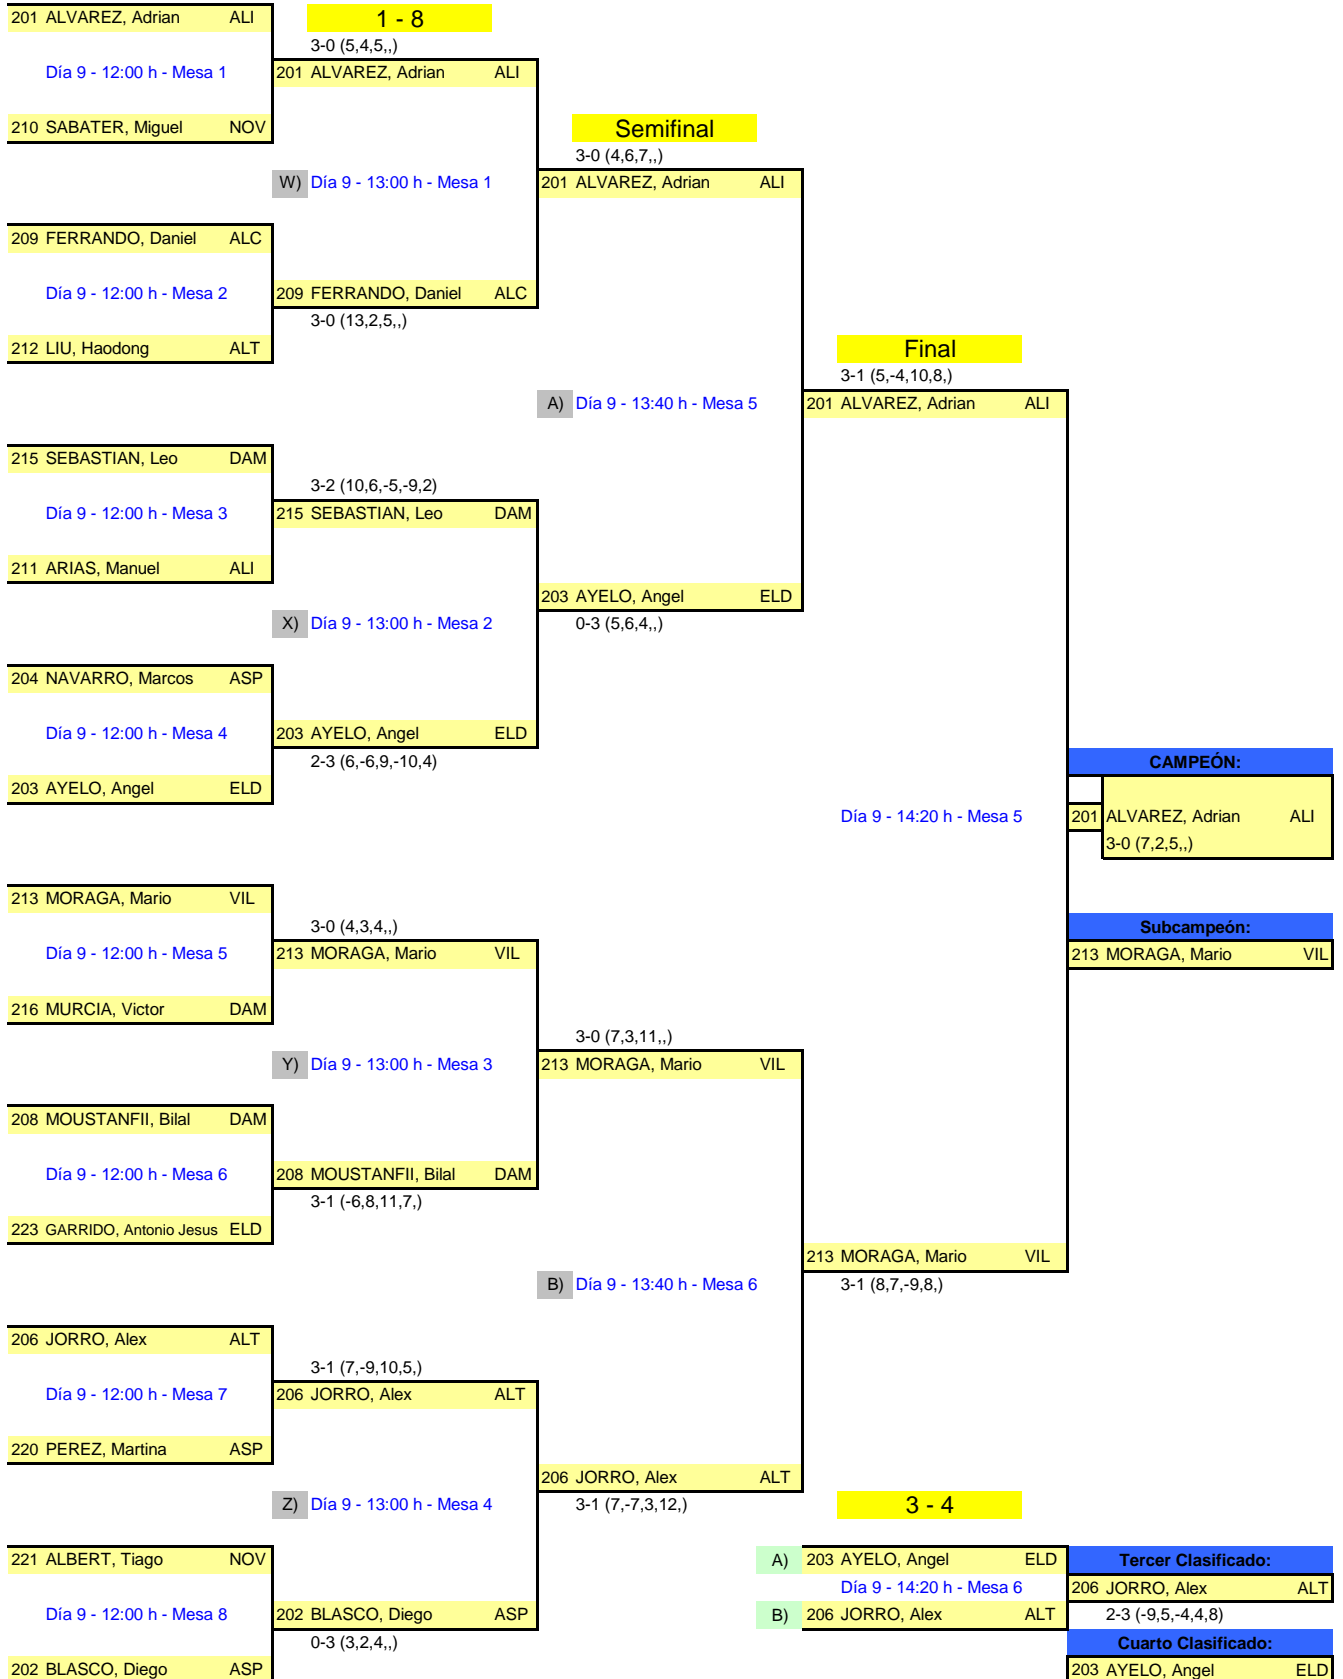 201 ALVAREZ, Adrian ALI
1 - 8
3-0 (5,4,5,,)
Día 9 - 12:00 h - Mesa 1
201 ALVAREZ, Adrian ALI
210 SABATER, Miguel NOV
Semifinal
3-0 (4,6,7,,)
W) Día 9 - 13:00 h - Mesa 1
201 ALVAREZ, Adrian ALI
209 FERRANDO, Daniel ALC
Día 9 - 12:00 h - Mesa 2
209 FERRANDO, Daniel ALC
3-0 (13,2,5,,)
212 LIU, Haodong ALT
Final
3-1 (5,-4,10,8,)
A) Día 9 - 13:40 h - Mesa 5
201 ALVAREZ, Adrian ALI
215 SEBASTIAN, Leo DAM
3-2 (10,6,-5,-9,2)
Día 9 - 12:00 h - Mesa 3
215 SEBASTIAN, Leo DAM
211 ARIAS, Manuel ALI
203 AYELO, Angel ELD
X) Día 9 - 13:00 h - Mesa 2
0-3 (5,6,4,,)
204 NAVARRO, Marcos ASP
Día 9 - 12:00 h - Mesa 4
203 AYELO, Angel ELD
2-3 (6,-6,9,-10,4)
CAMPEÓN:
203 AYELO, Angel ELD
Día 9 - 14:20 h - Mesa 5
201 ALVAREZ, Adrian ALI
3-0 (7,2,5,,)
213 MORAGA, Mario VIL
3-0 (4,3,4,,)
Subcampeón:
Día 9 - 12:00 h - Mesa 5
213 MORAGA, Mario VIL
213 MORAGA, Mario VIL
216 MURCIA, Victor DAM
3-0 (7,3,11,,)
Y) Día 9 - 13:00 h - Mesa 3
213 MORAGA, Mario VIL
208 MOUSTANFII, Bilal DAM
Día 9 - 12:00 h - Mesa 6
208 MOUSTANFII, Bilal DAM
3-1 (-6,8,11,7,)
223 GARRIDO, Antonio Jesus ELD
213 MORAGA, Mario VIL
B) Día 9 - 13:40 h - Mesa 6
3-1 (8,7,-9,8,)
206 JORRO, Alex ALT
3-1 (7,-9,10,5,)
Día 9 - 12:00 h - Mesa 7
206 JORRO, Alex ALT
220 PEREZ, Martina ASP
206 JORRO, Alex ALT
Z) Día 9 - 13:00 h - Mesa 4
3-1 (7,-7,3,12,)
3 - 4
221 ALBERT, Tiago NOV
A) 203 AYELO, Angel ELD
Tercer Clasificado:
Día 9 - 14:20 h - Mesa 6
206 JORRO, Alex ALT
Día 9 - 12:00 h - Mesa 8
202 BLASCO, Diego ASP
B) 206 JORRO, Alex ALT
2-3 (-9,5,-4,4,8)
0-3 (3,2,4,,)
Cuarto Clasificado:
202 BLASCO, Diego ASP
203 AYELO, Angel ELD